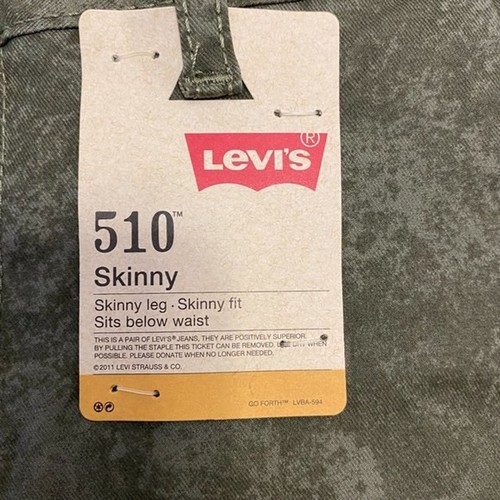 Levi's®
510™
Skinny
Skinny leg · Skinny fit
Sits below waist
THIS IS A PAIR OF LEVI'S® JEANS, THEY ARE POSITIVELY SUPERIOR.
BY PULLING THE STAPLE THIS TICKET CAN BE REMOVED. WHEN
POSSIBLE. PLEASE DONATE WHEN NO LONGER NEEDED.
©2011 LEVI STRAUSS & CO.
GO FORTH™ LVBA-594